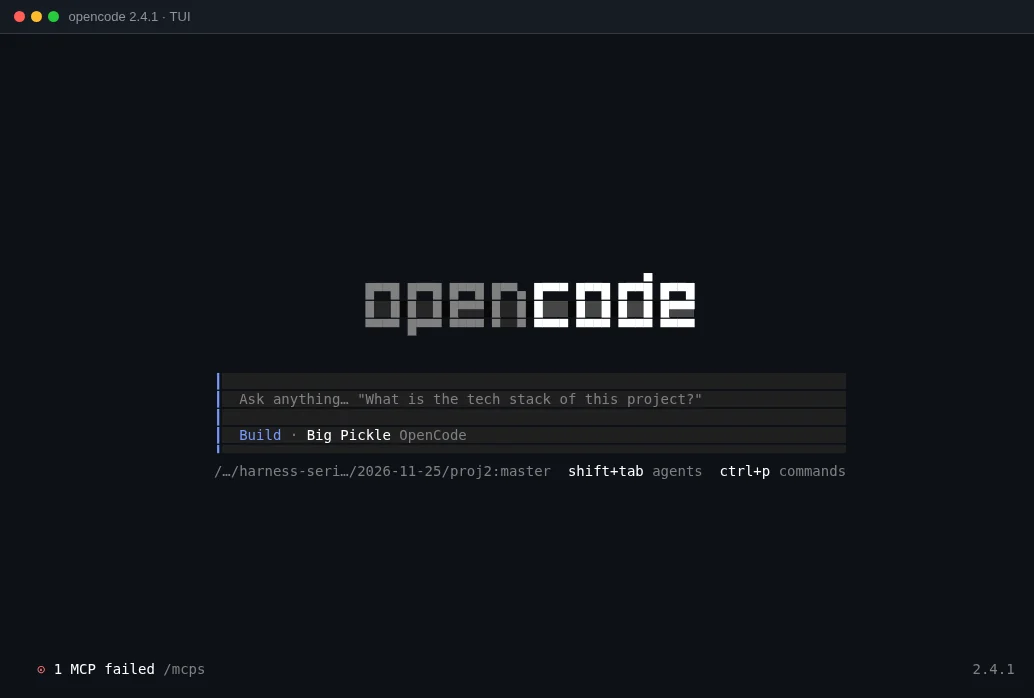 opencode 2.4.1 · TUI
opencode
Ask anything… "What is the tech stack of this project?"
Build · Big Pickle OpenCode
/…/harness-seri…/2026-11-25/proj2:master  shift+tab agents  ctrl+p commands
⊙ 1 MCP failed /mcps
2.4.1